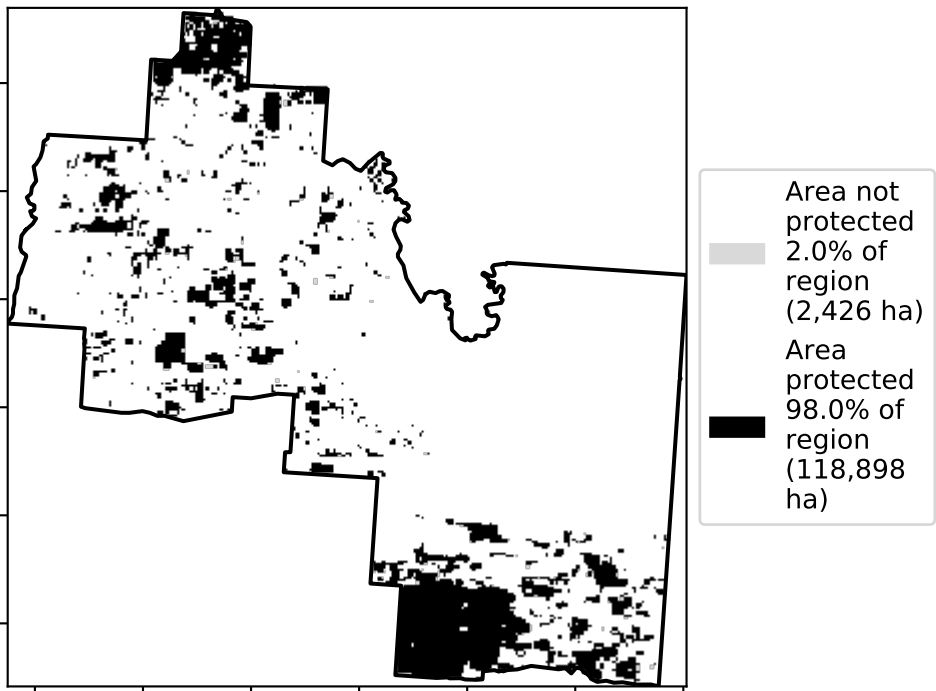 Area not
protected
2.0% of
region
(2,426 ha)
Area
protected
98.0% of
region
(118,898
ha)